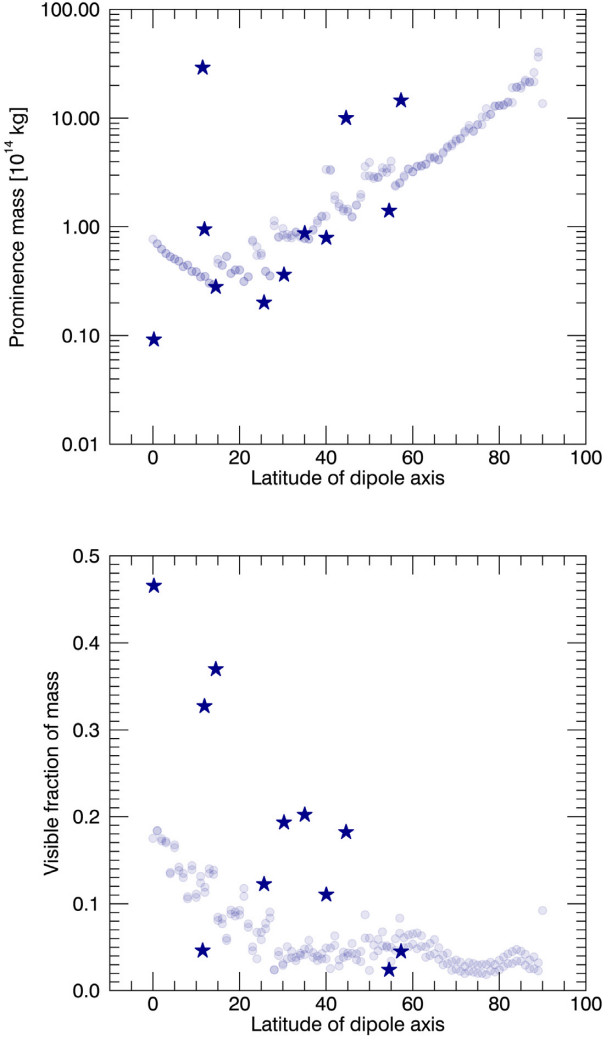 100.00
10.00
1.00
0.10
0.01
Prominence mass [10¹⁴ kg]
0 20 40 60 80 100
Latitude of dipole axis
0.5
0.4
0.3
0.2
0.1
0.0
Visible fraction of mass
0 20 40 60 80 100
Latitude of dipole axis